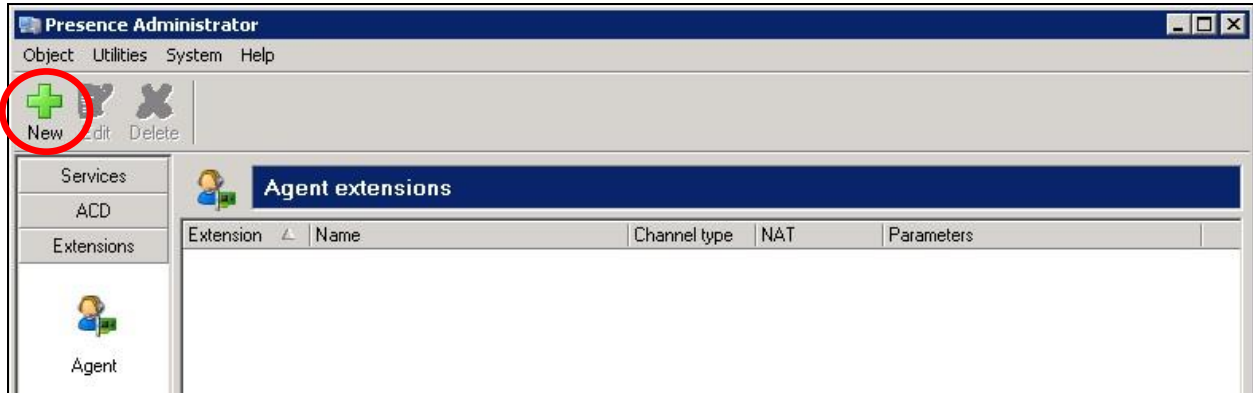 Presence Administrator
Object Utilities System Help
New Edit Delete
Services
ACD
Extensions
Agent
Agent extensions
Extension Name Channel type NAT Parameters